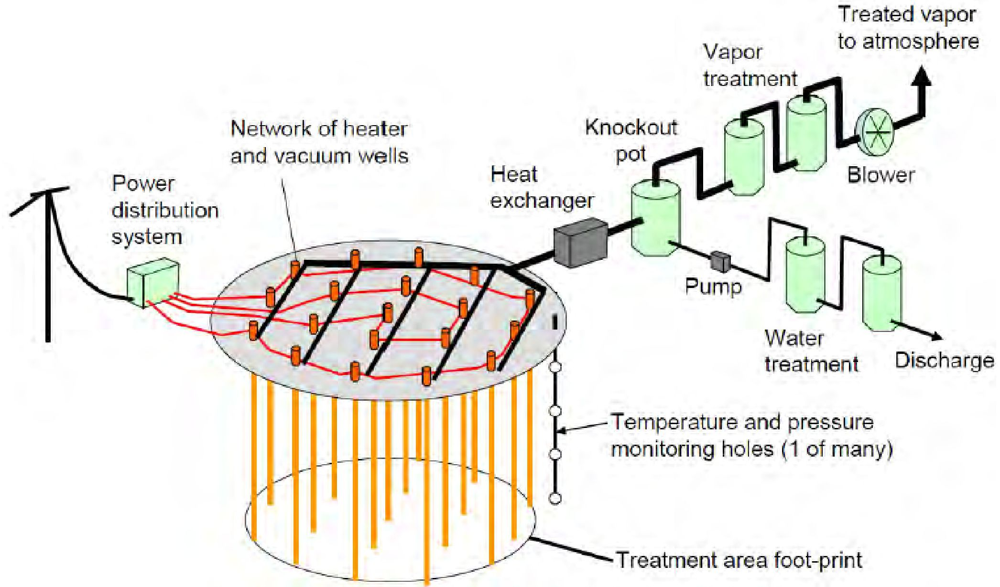 Treated vapor
to atmosphere
Vapor
treatment
Network of heater
and vacuum wells
Knockout
pot
Blower
Heat
exchanger
Power
distribution
system
Pump
Water
treatment
Discharge
Temperature and pressure
monitoring holes (1 of many)
Treatment area foot-print